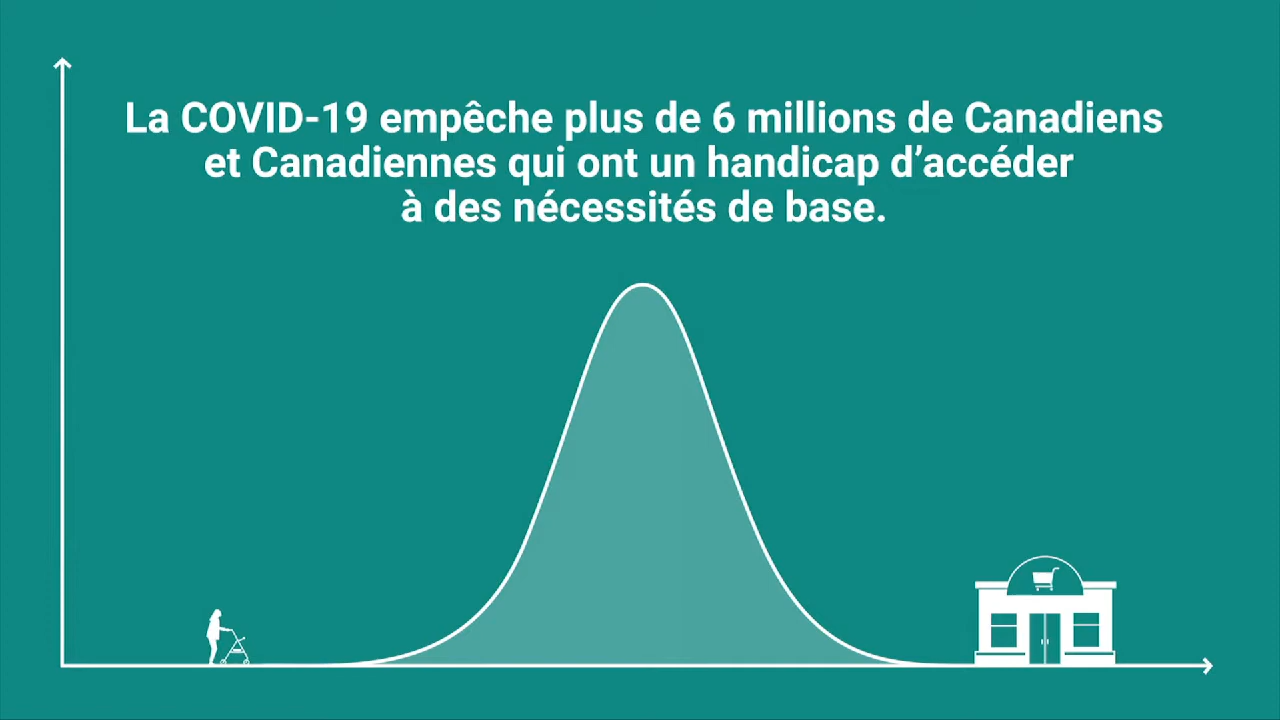 La COVID-19 empêche plus de 6 millions de Canadiens
et Canadiennes qui ont un handicap d’accéder
à des nécessités de base.